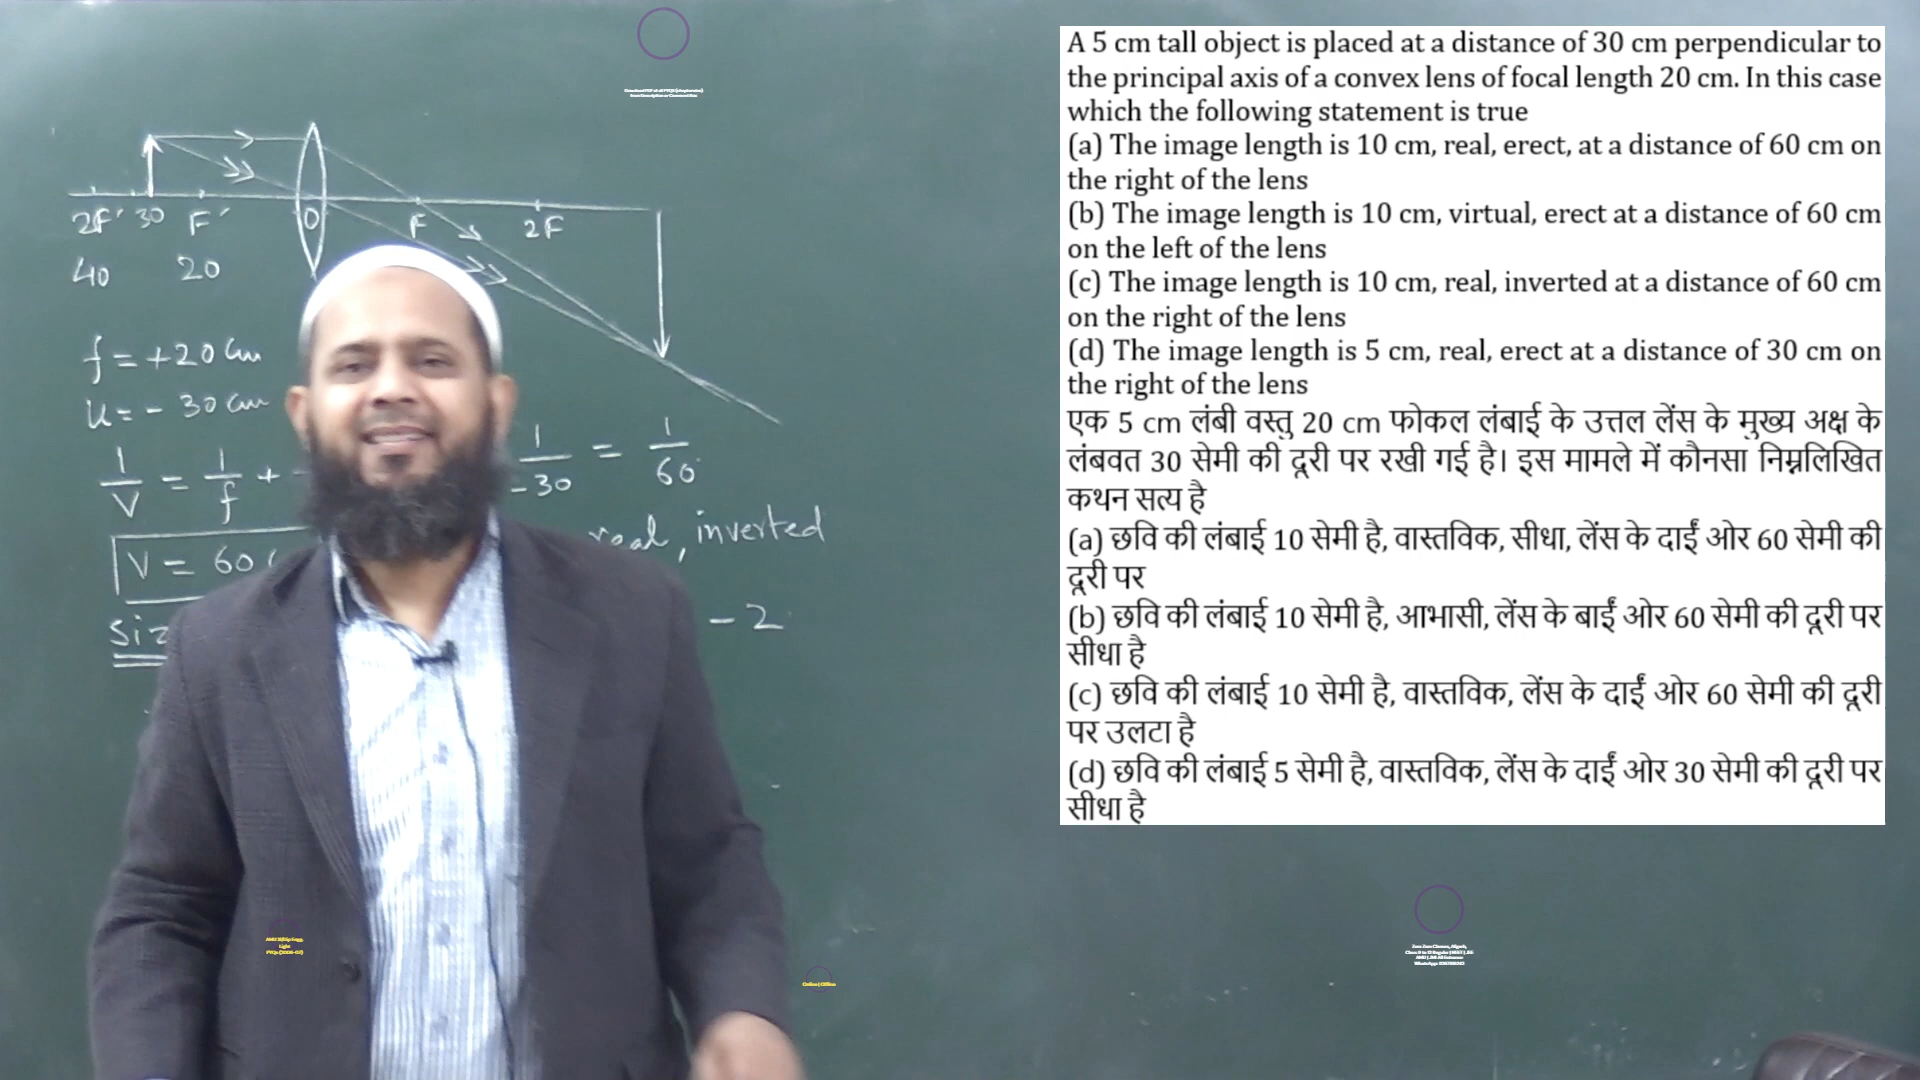 2F' 30 F' O F 2F
40 20
f = +20 cm
u = - 30 cm
1/V = 1/f + 1/-30 = 1/60
V = 60
real, inverted
- 2
A 5 cm tall object is placed at a distance of 30 cm perpendicular to
the principal axis of a convex lens of focal length 20 cm. In this case
which the following statement is true
(a) The image length is 10 cm, real, erect, at a distance of 60 cm on
the right of the lens
(b) The image length is 10 cm, virtual, erect at a distance of 60 cm
on the left of the lens
(c) The image length is 10 cm, real, inverted at a distance of 60 cm
on the right of the lens
(d) The image length is 5 cm, real, erect at a distance of 30 cm on
the right of the lens
एक 5 cm लंबी वस्तु 20 cm फोकल लंबाई के उत्तल लेंस के मुख्य अक्ष के
लंबवत 30 सेमी की दूरी पर रखी गई है। इस मामले में कौनसा निम्नलिखित
कथन सत्य है
(a) छवि की लंबाई 10 सेमी है, वास्तविक, सीधा, लेंस के दाईं ओर 60 सेमी की
दूरी पर
(b) छवि की लंबाई 10 सेमी है, आभासी, लेंस के बाईं ओर 60 सेमी की दूरी पर
सीधा है
(c) छवि की लंबाई 10 सेमी है, वास्तविक, लेंस के दाईं ओर 60 सेमी की दूरी
पर उलटा है
(d) छवि की लंबाई 5 सेमी है, वास्तविक, लेंस के दाईं ओर 30 सेमी की दूरी पर
सीधा है
Online | Offline